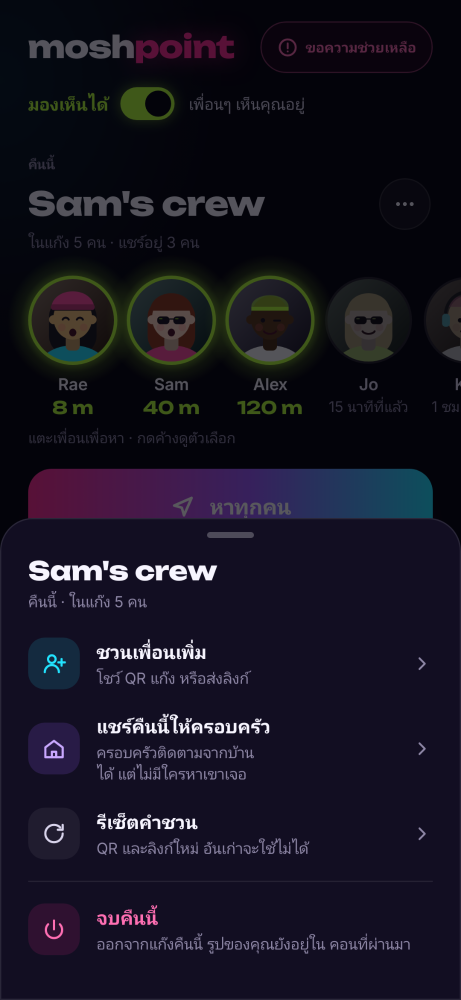 moshpoint
ขอความช่วยเหลือ
มองเห็นได้
เพื่อนๆ เห็นคุณอยู่
คืนนี้
Sam's crew
ในแก๊ง 5 คน · แชร์อยู่ 3 คน
Rae
Sam
Alex
Jo
K
8 m
40 m
120 m
15 นาทีที่แล้ว
1 ชม
แตะเพื่อนเพื่อหา · กดค้างดูตัวเลือก
หาทุกคน
Sam's crew
คืนนี้ · ในแก๊ง 5 คน
ชวนเพื่อนเพิ่ม
โชว์ QR แก๊ง หรือส่งลิงก์
แชร์คืนนี้ให้ครอบครัว
ครอบครัวติดตามจากบ้าน
ได้ แต่ไม่มีใครหาเขาเจอ
รีเซ็ตคำชวน
QR และลิงก์ใหม่ อันเก่าจะใช้ไม่ได้
จบคืนนี้
ออกจากแก๊งคืนนี้ รูปของคุณยังอยู่ใน คอนที่ผ่านมา